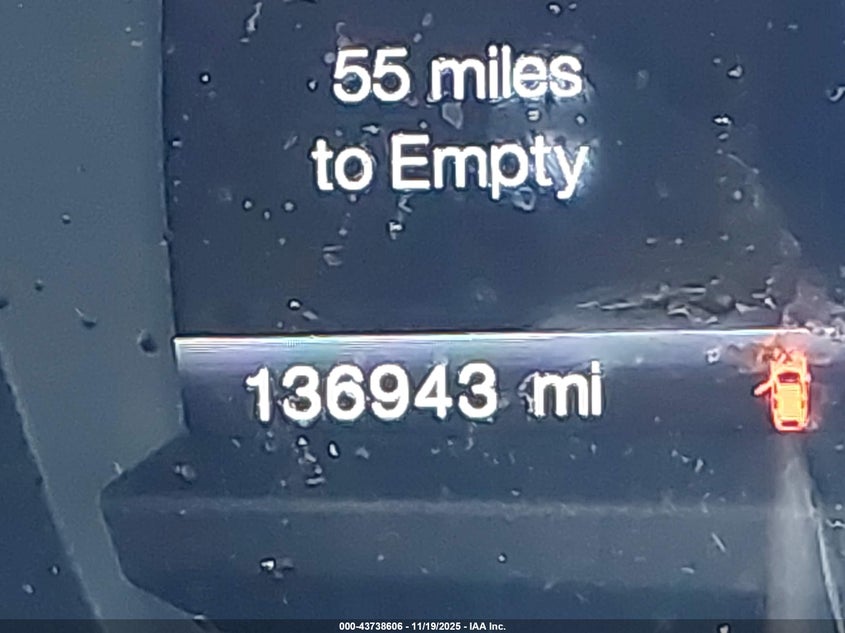 55 miles
to Empty
136943 mi
000-43738606 - 11/19/2025 - IAA Inc.